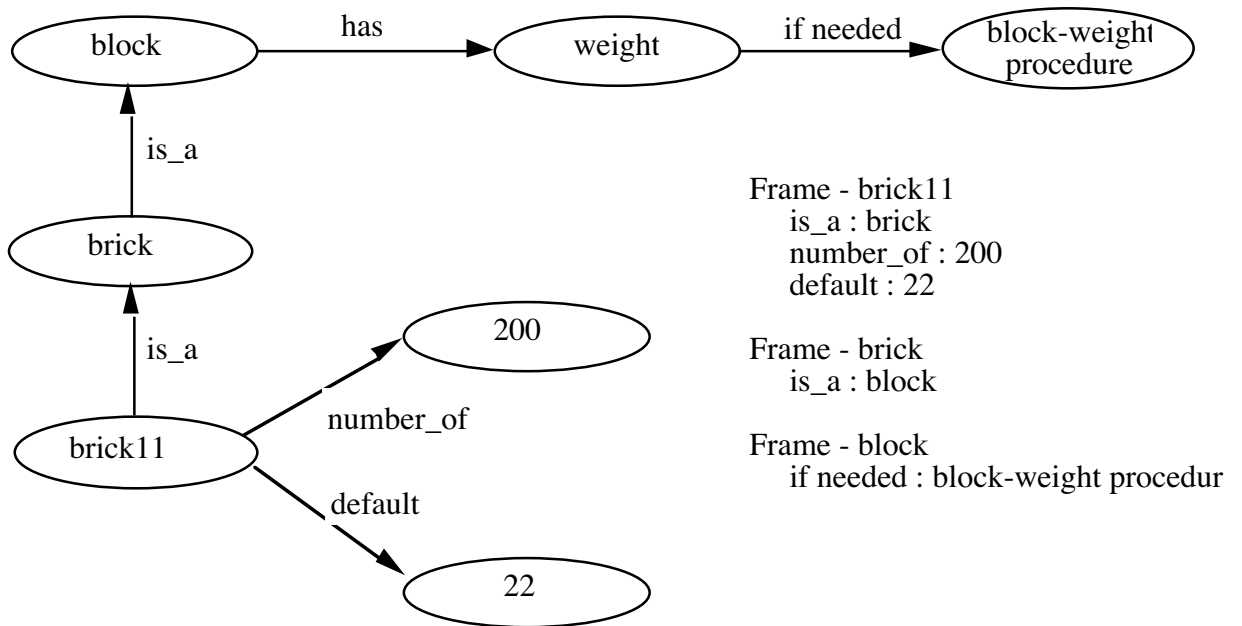 block
has
weight
if needed
block-weight
procedure
is_a
brick
is_a
brick11
200
number_of
default
22
Frame - brick11
is_a : brick
number_of : 200
default : 22
Frame - brick
is_a : block
Frame - block
if needed : block-weight procedur